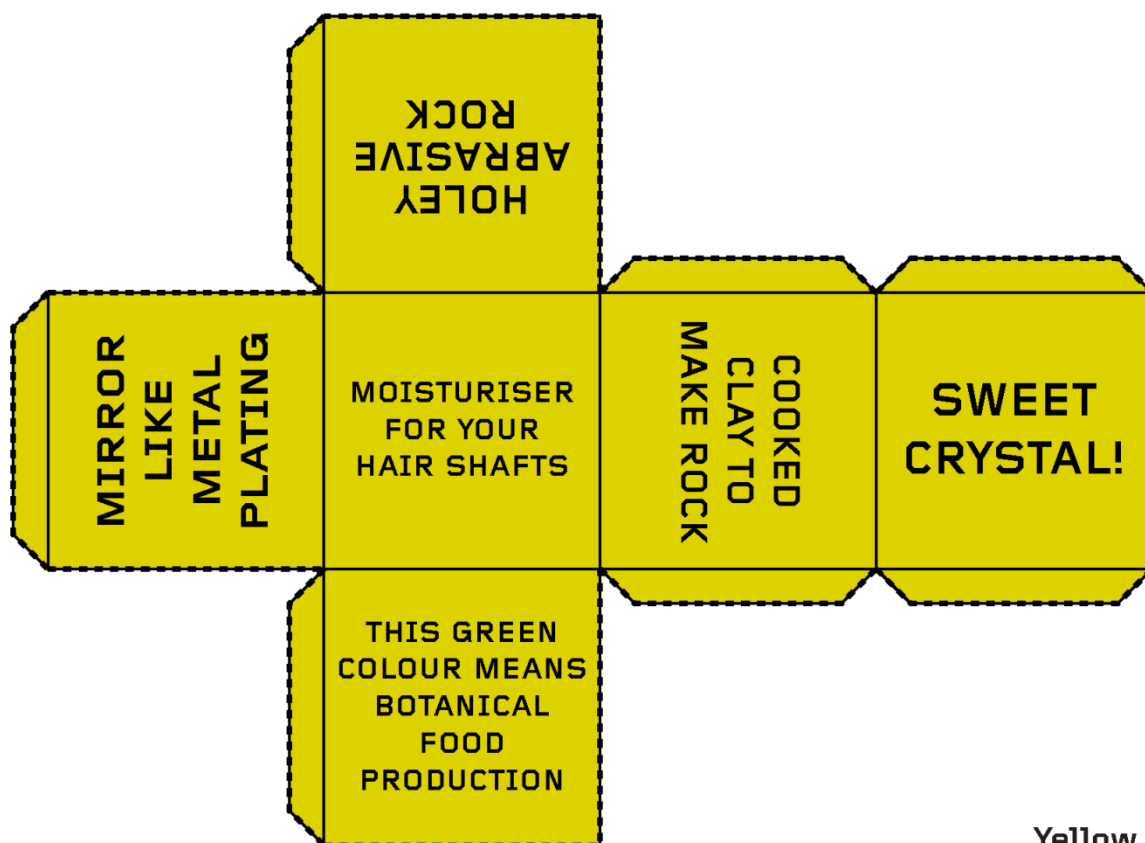 HOLEY
ABRASIVE
ROCK
MIRROR
LIKE
METAL
PLATING
MOISTURISER
FOR YOUR
HAIR SHAFTS
COOKED
CLAY TO
MAKE ROCK
SWEET
CRYSTAL!
THIS GREEN
COLOUR MEANS
BOTANICAL
FOOD
PRODUCTION
Yellow